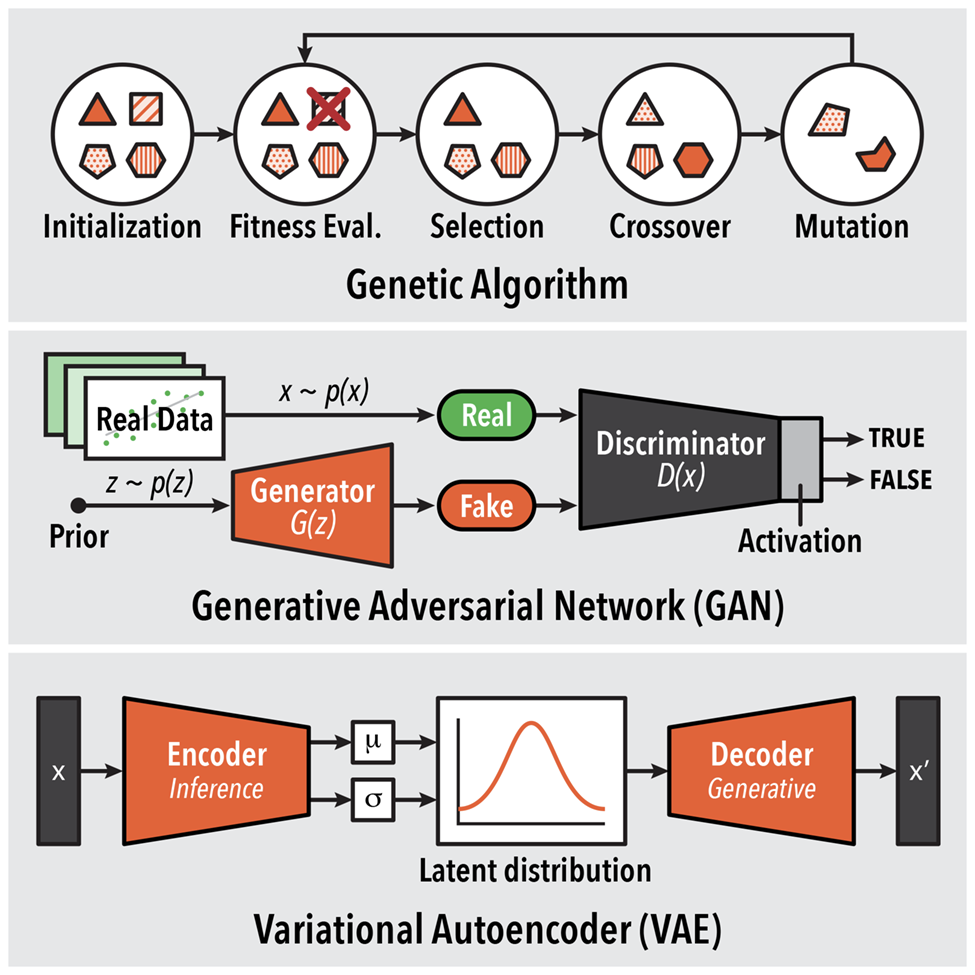 Initialization
Fitness Eval.
Selection
Crossover
Mutation
Genetic Algorithm
Real Data
x ~ p(x)
Real
Discriminator
D(x)
TRUE
FALSE
z ~ p(z)
Prior
Generator
G(z)
Fake
Activation
Generative Adversarial Network (GAN)
x
Encoder
Inference
μ
σ
Latent distribution
Decoder
Generative
x’
Variational Autoencoder (VAE)